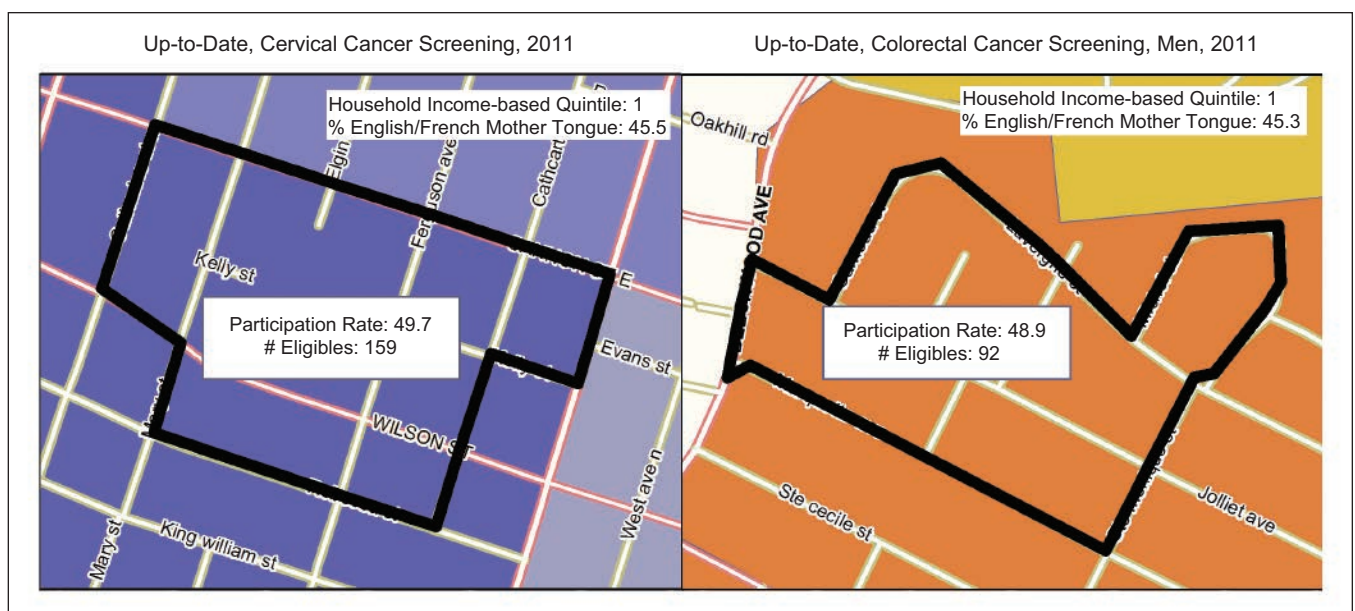 Up-to-Date, Cervical Cancer Screening, 2011
Household Income-based Quintile: 1
% English/French Mother Tongue: 45.5
Elgin
Ferguson ave
Cathcart
E
Kelly st
Participation Rate: 49.7
# Eligibles: 159
Evans st
WILSON ST
West ave n
King william st
Mary st
Up-to-Date, Colorectal Cancer Screening, Men, 2011
Household Income-based Quintile: 1
% English/French Mother Tongue: 45.3
Oakhill rd
OD AVE
Participation Rate: 48.9
# Eligibles: 92
Ste cecile st
Jolliet ave